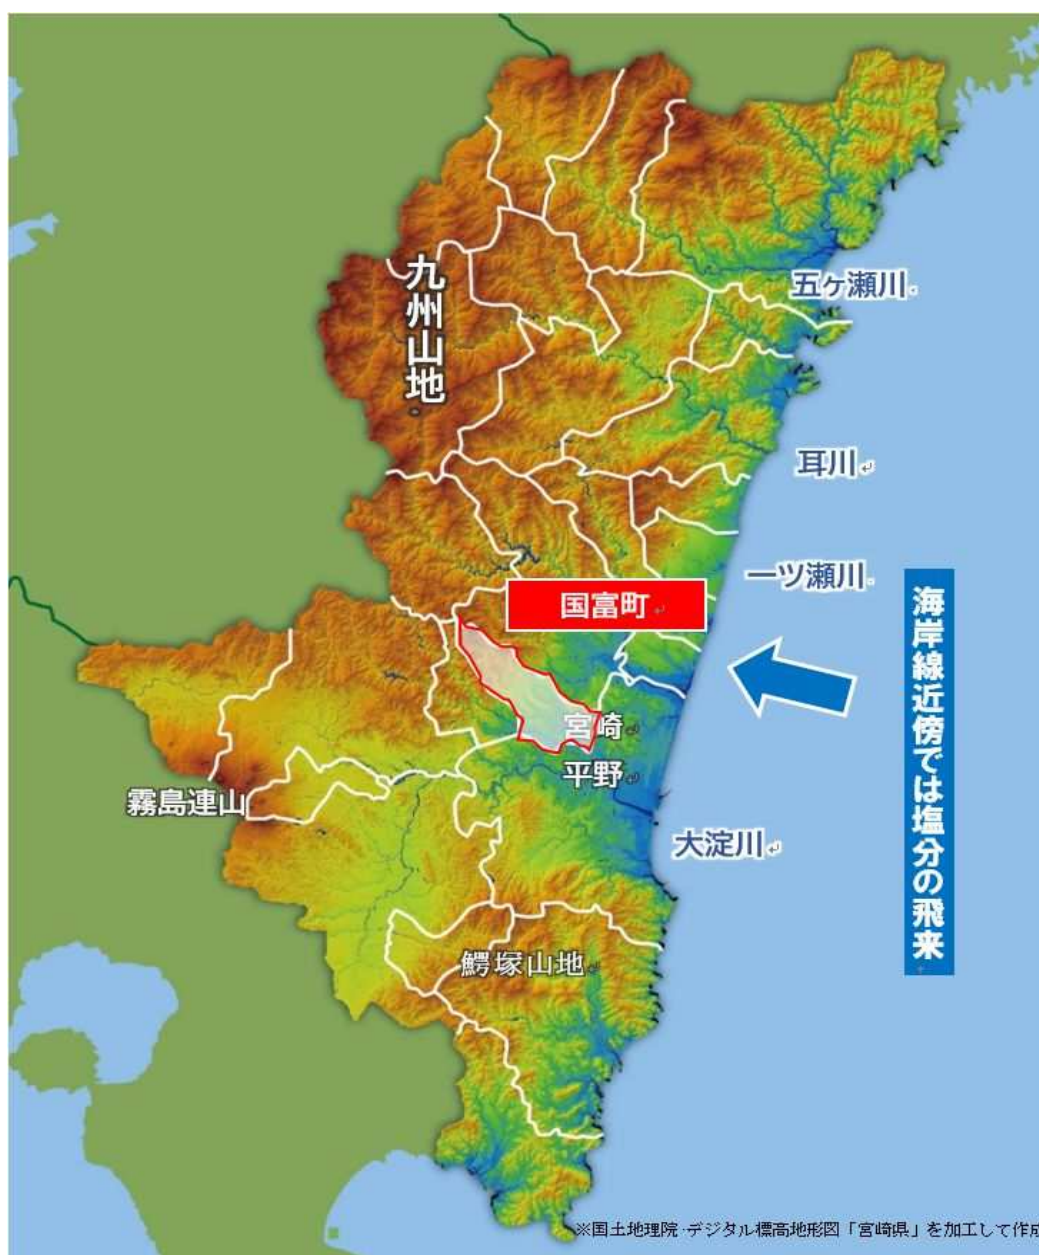 九州山地
五ヶ瀬川
耳川
一ツ瀬川
国富町
海岸線近傍では塩分の飛来
宮崎
平野
霧島連山
大淀川
鰐塚山地
※国土地理院・デジタル標高地形図「宮崎県」を加工して作成